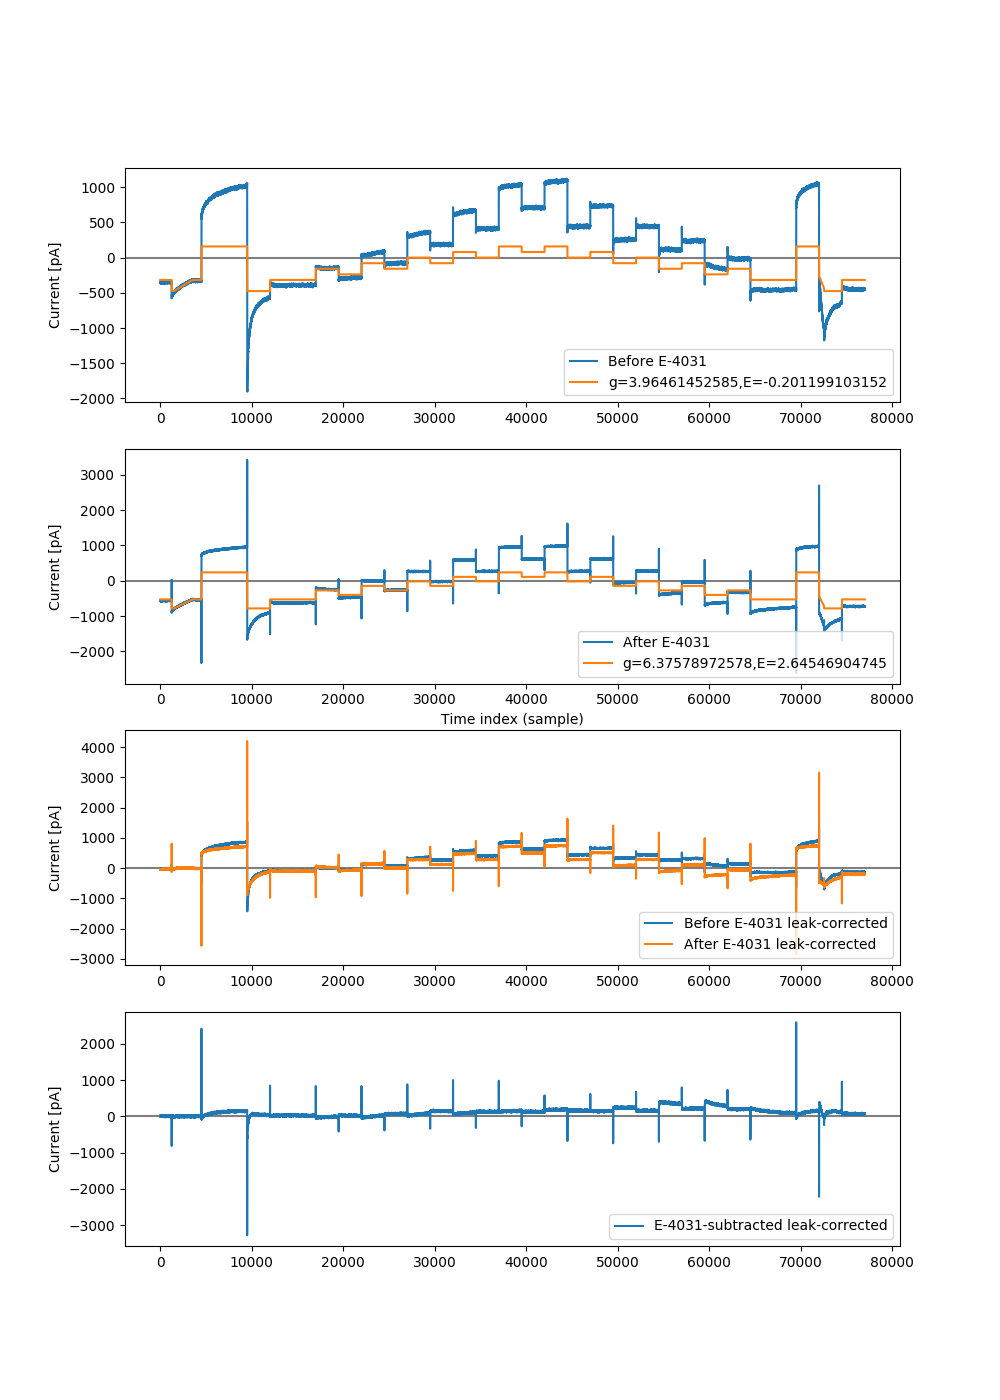 1000
500
0
−500
−1000
−1500
−2000
Current [pA]
Before E-4031
g=3.96461452585,E=-0.201199103152
0 10000 20000 30000 40000 50000 60000 70000 80000
3000
2000
1000
0
−1000
−2000
Current [pA]
After E-4031
g=6.37578972578,E=2.64546904745
0 10000 20000 30000 40000 50000 60000 70000 80000
Time index (sample)
4000
3000
2000
1000
0
−1000
−2000
−3000
Current [pA]
Before E-4031 leak-corrected
After E-4031 leak-corrected
0 10000 20000 30000 40000 50000 60000 70000 80000
2000
1000
0
−1000
−2000
−3000
Current [pA]
E-4031-subtracted leak-corrected
0 10000 20000 30000 40000 50000 60000 70000 80000